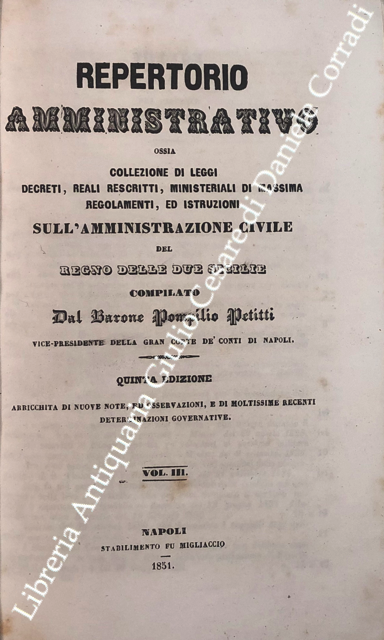 REPERTORIO
AMMINISTRATIVO
OSSIA
COLLEZIONE DI LEGGI
DECRETI, REALI RESCRITTI, MINISTERIALI DI MASSIMA
REGOLAMENTI, ED ISTRUZIONI
SULL'AMMINISTRAZIONE CIVILE
DEL
REGNO DELLE DUE SICILIE
COMPILATO
Dal Barone Pompilio Petitti
VICE-PRESIDENTE DELLA GRAN CORTE DE' CONTI DI NAPOLI.
QUINTA EDIZIONE
ARRICCHITA DI NUOVE NOTE, ED OSSERVAZIONI, E DI MOLTISSIME RECENTI
DETERMINAZIONI GOVERNATIVE.
VOL. III.
NAPOLI
STABILIMENTO FU MIGLIACCIO
1851.
Libreria Antiquaria Giulio Cesare di Daniela Corradi